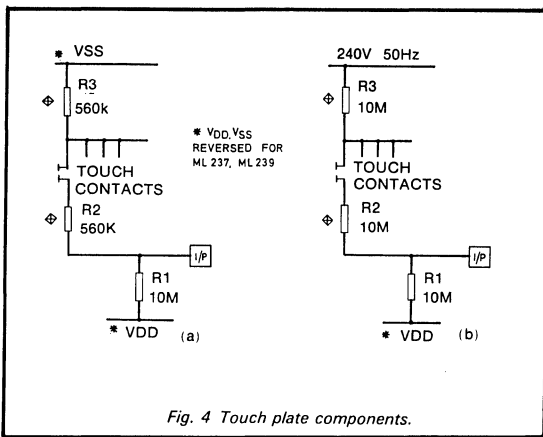 * VSS
R3
560k
TOUCH
CONTACTS
R2
560K
I/P
R1
10M
* VDD
(a)
* VDD, VSS
REVERSED FOR
ML 237, ML 239
240V 50Hz
R3
10M
TOUCH
CONTACTS
R2
10M
I/P
R1
10M
* VDD
(b)
Fig. 4 Touch plate components.